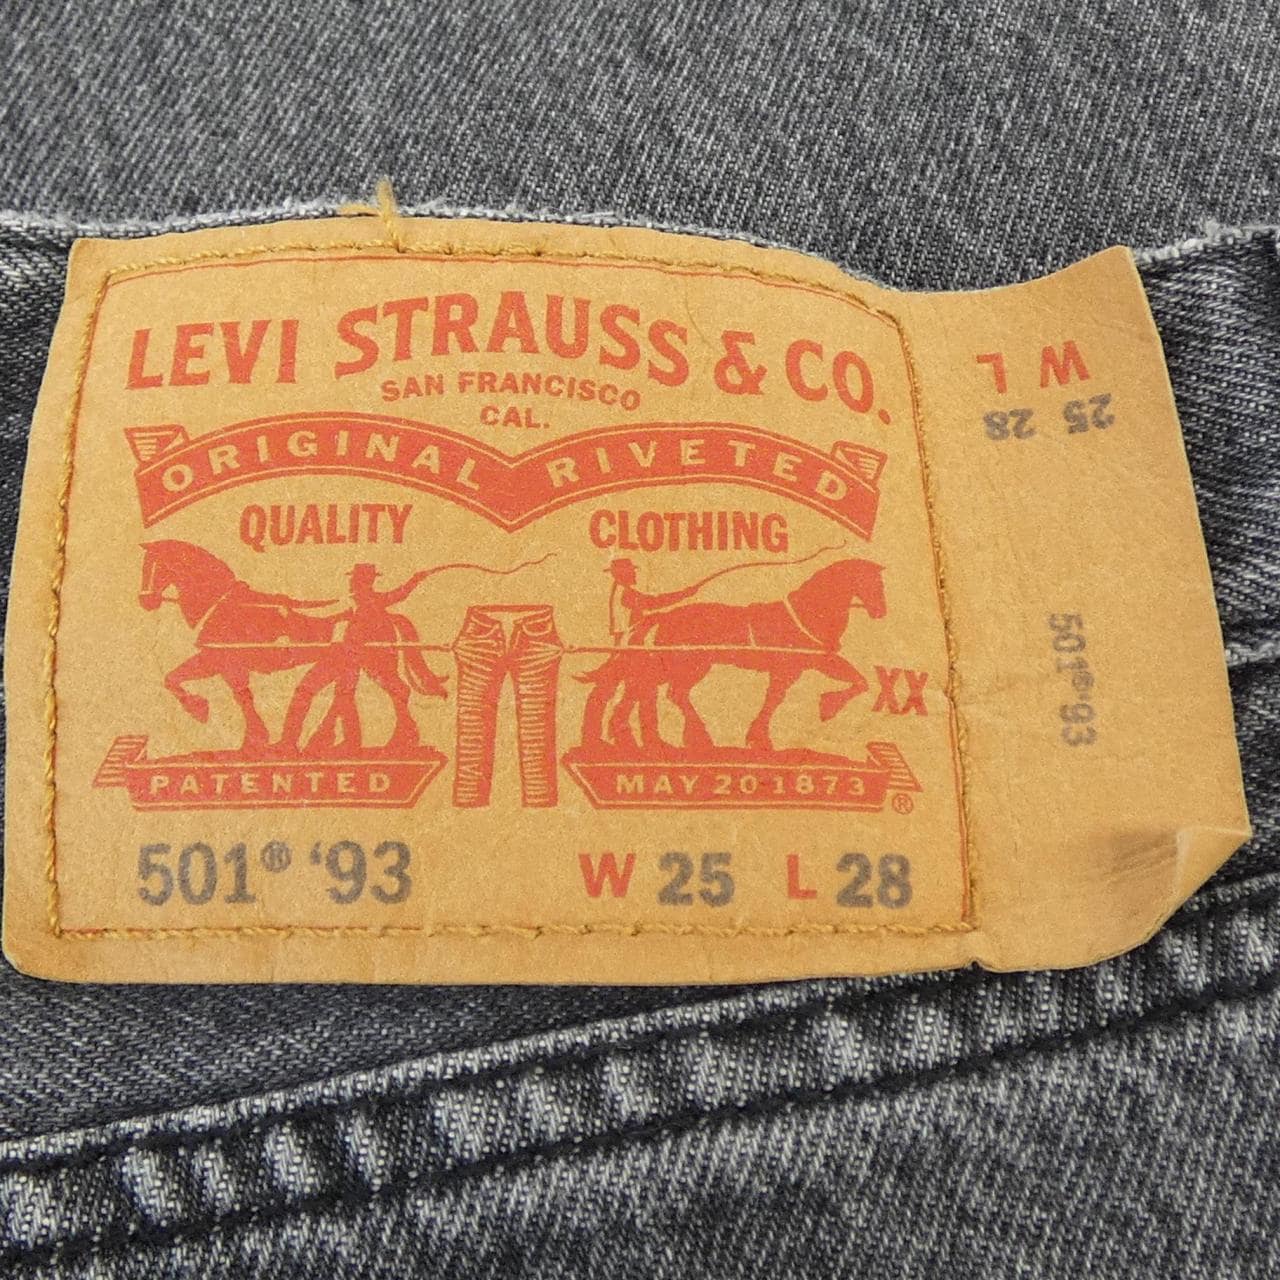 LEVI STRAUSS & CO.
SAN FRANCISCO
CAL.
ORIGINAL RIVETED
QUALITY CLOTHING
XX
PATENTED MAY 20 1873 ®
501® ‘93 W 25 L 28
W L
25 28
501® '93